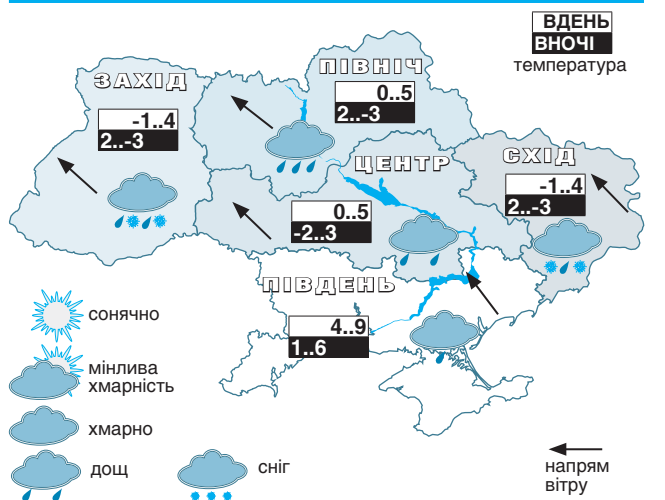 ВДЕНЬ
ВНОЧІ
температура
ЗАХІД
-1..4
2..-3
ПІВНІЧ
0..5
2..-3
ЦЕНТР
0..5
-2..3
СХІД
-1..4
2..-3
ПІВДЕНЬ
4..9
1..6
сонячно
мінлива
хмарність
хмарно
дощ
сніг
напрям
вітру